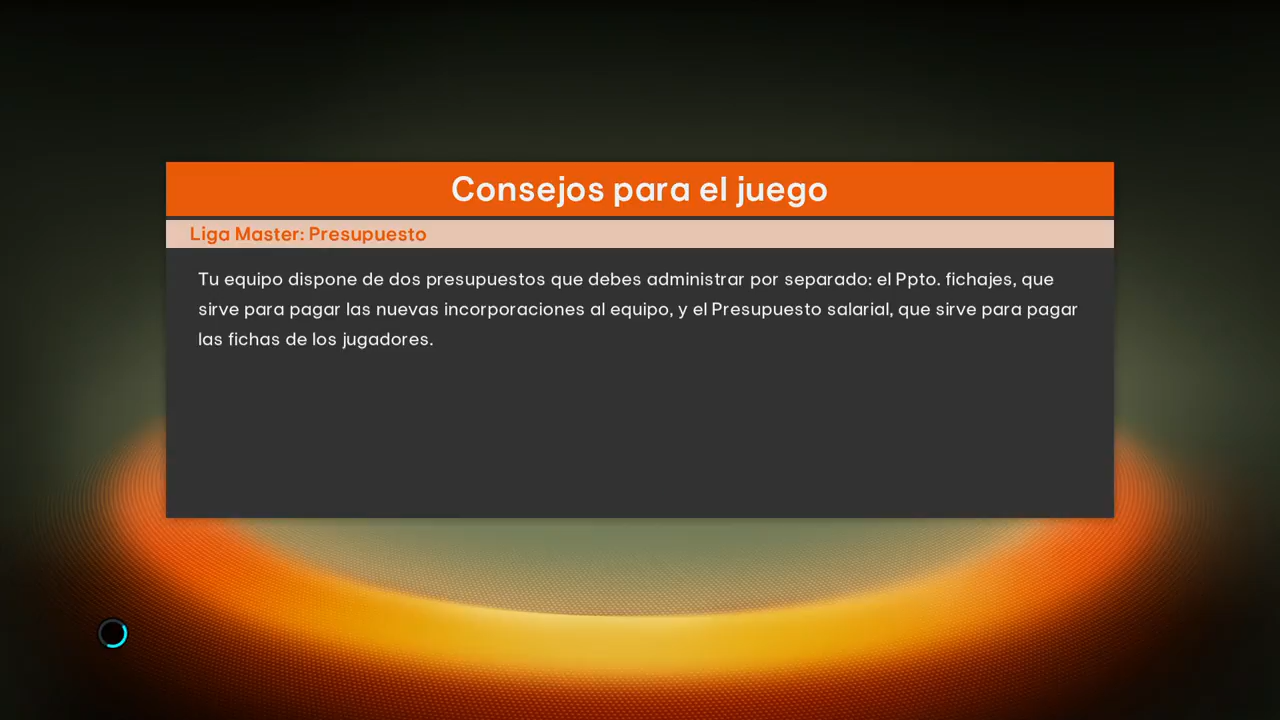 Consejos para el juego
Liga Master: Presupuesto
Tu equipo dispone de dos presupuestos que debes administrar por separado: el Ppto. fichajes, que
sirve para pagar las nuevas incorporaciones al equipo, y el Presupuesto salarial, que sirve para pagar
las fichas de los jugadores.